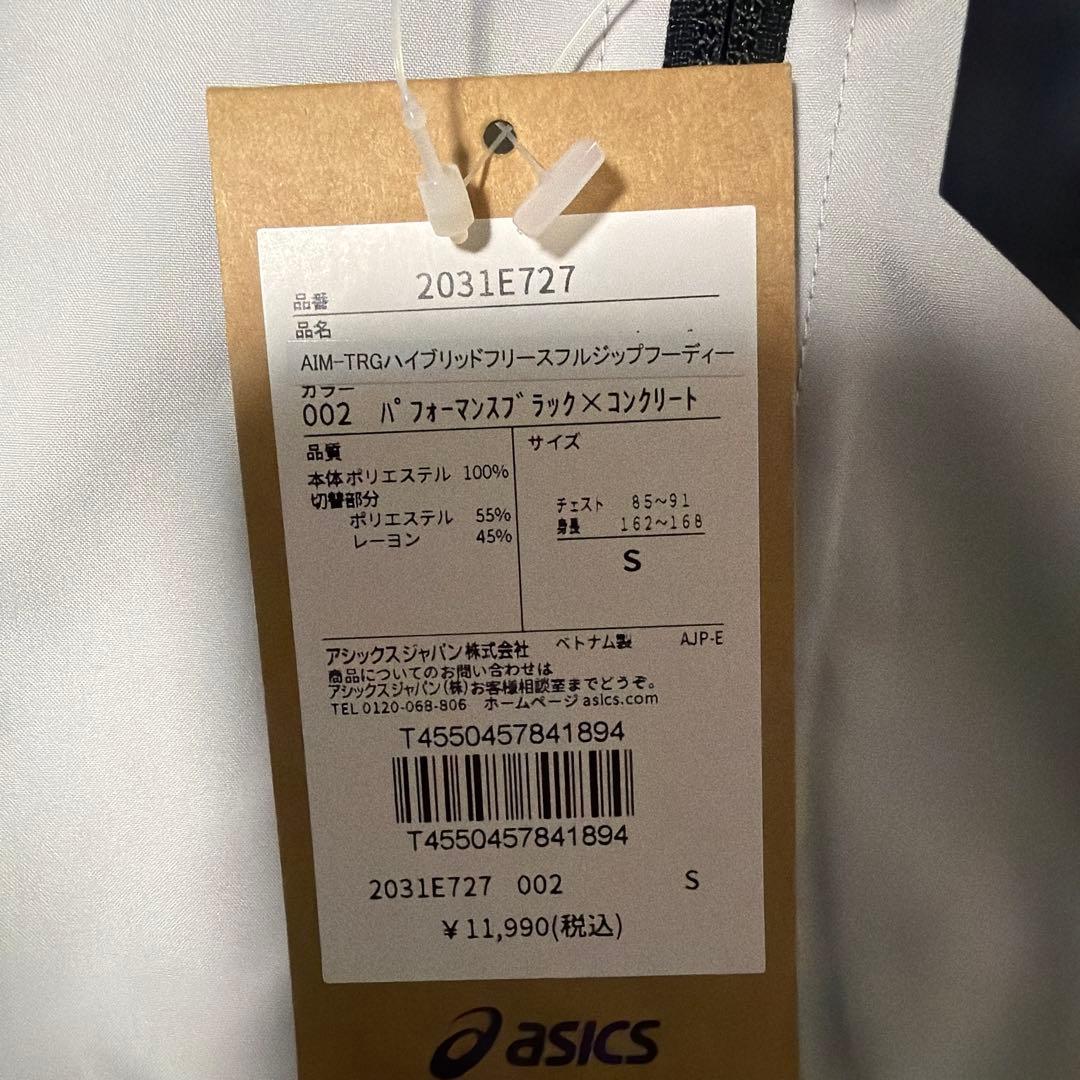 品番 2031E727
品名
AIM-TRGハイブリッドフリースフルジップフーディー
カラー
002 パフォーマンスブラック×コンクリート
品質 サイズ
本体ポリエステル 100%
切替部分
ポリエステル 55%
レーヨン 45%
チェスト 85~91
身長 162~168
S
アシックスジャパン株式会社 ベトナム製 AJP-E
商品についてのお問い合わせは
アシックスジャパン(株)お客様相談室までどうぞ。
TEL 0120-068-806 ホームページ asics.com
T4550457841894
T4550457841894
2031E727 002 S
¥11,990(税込)
asics